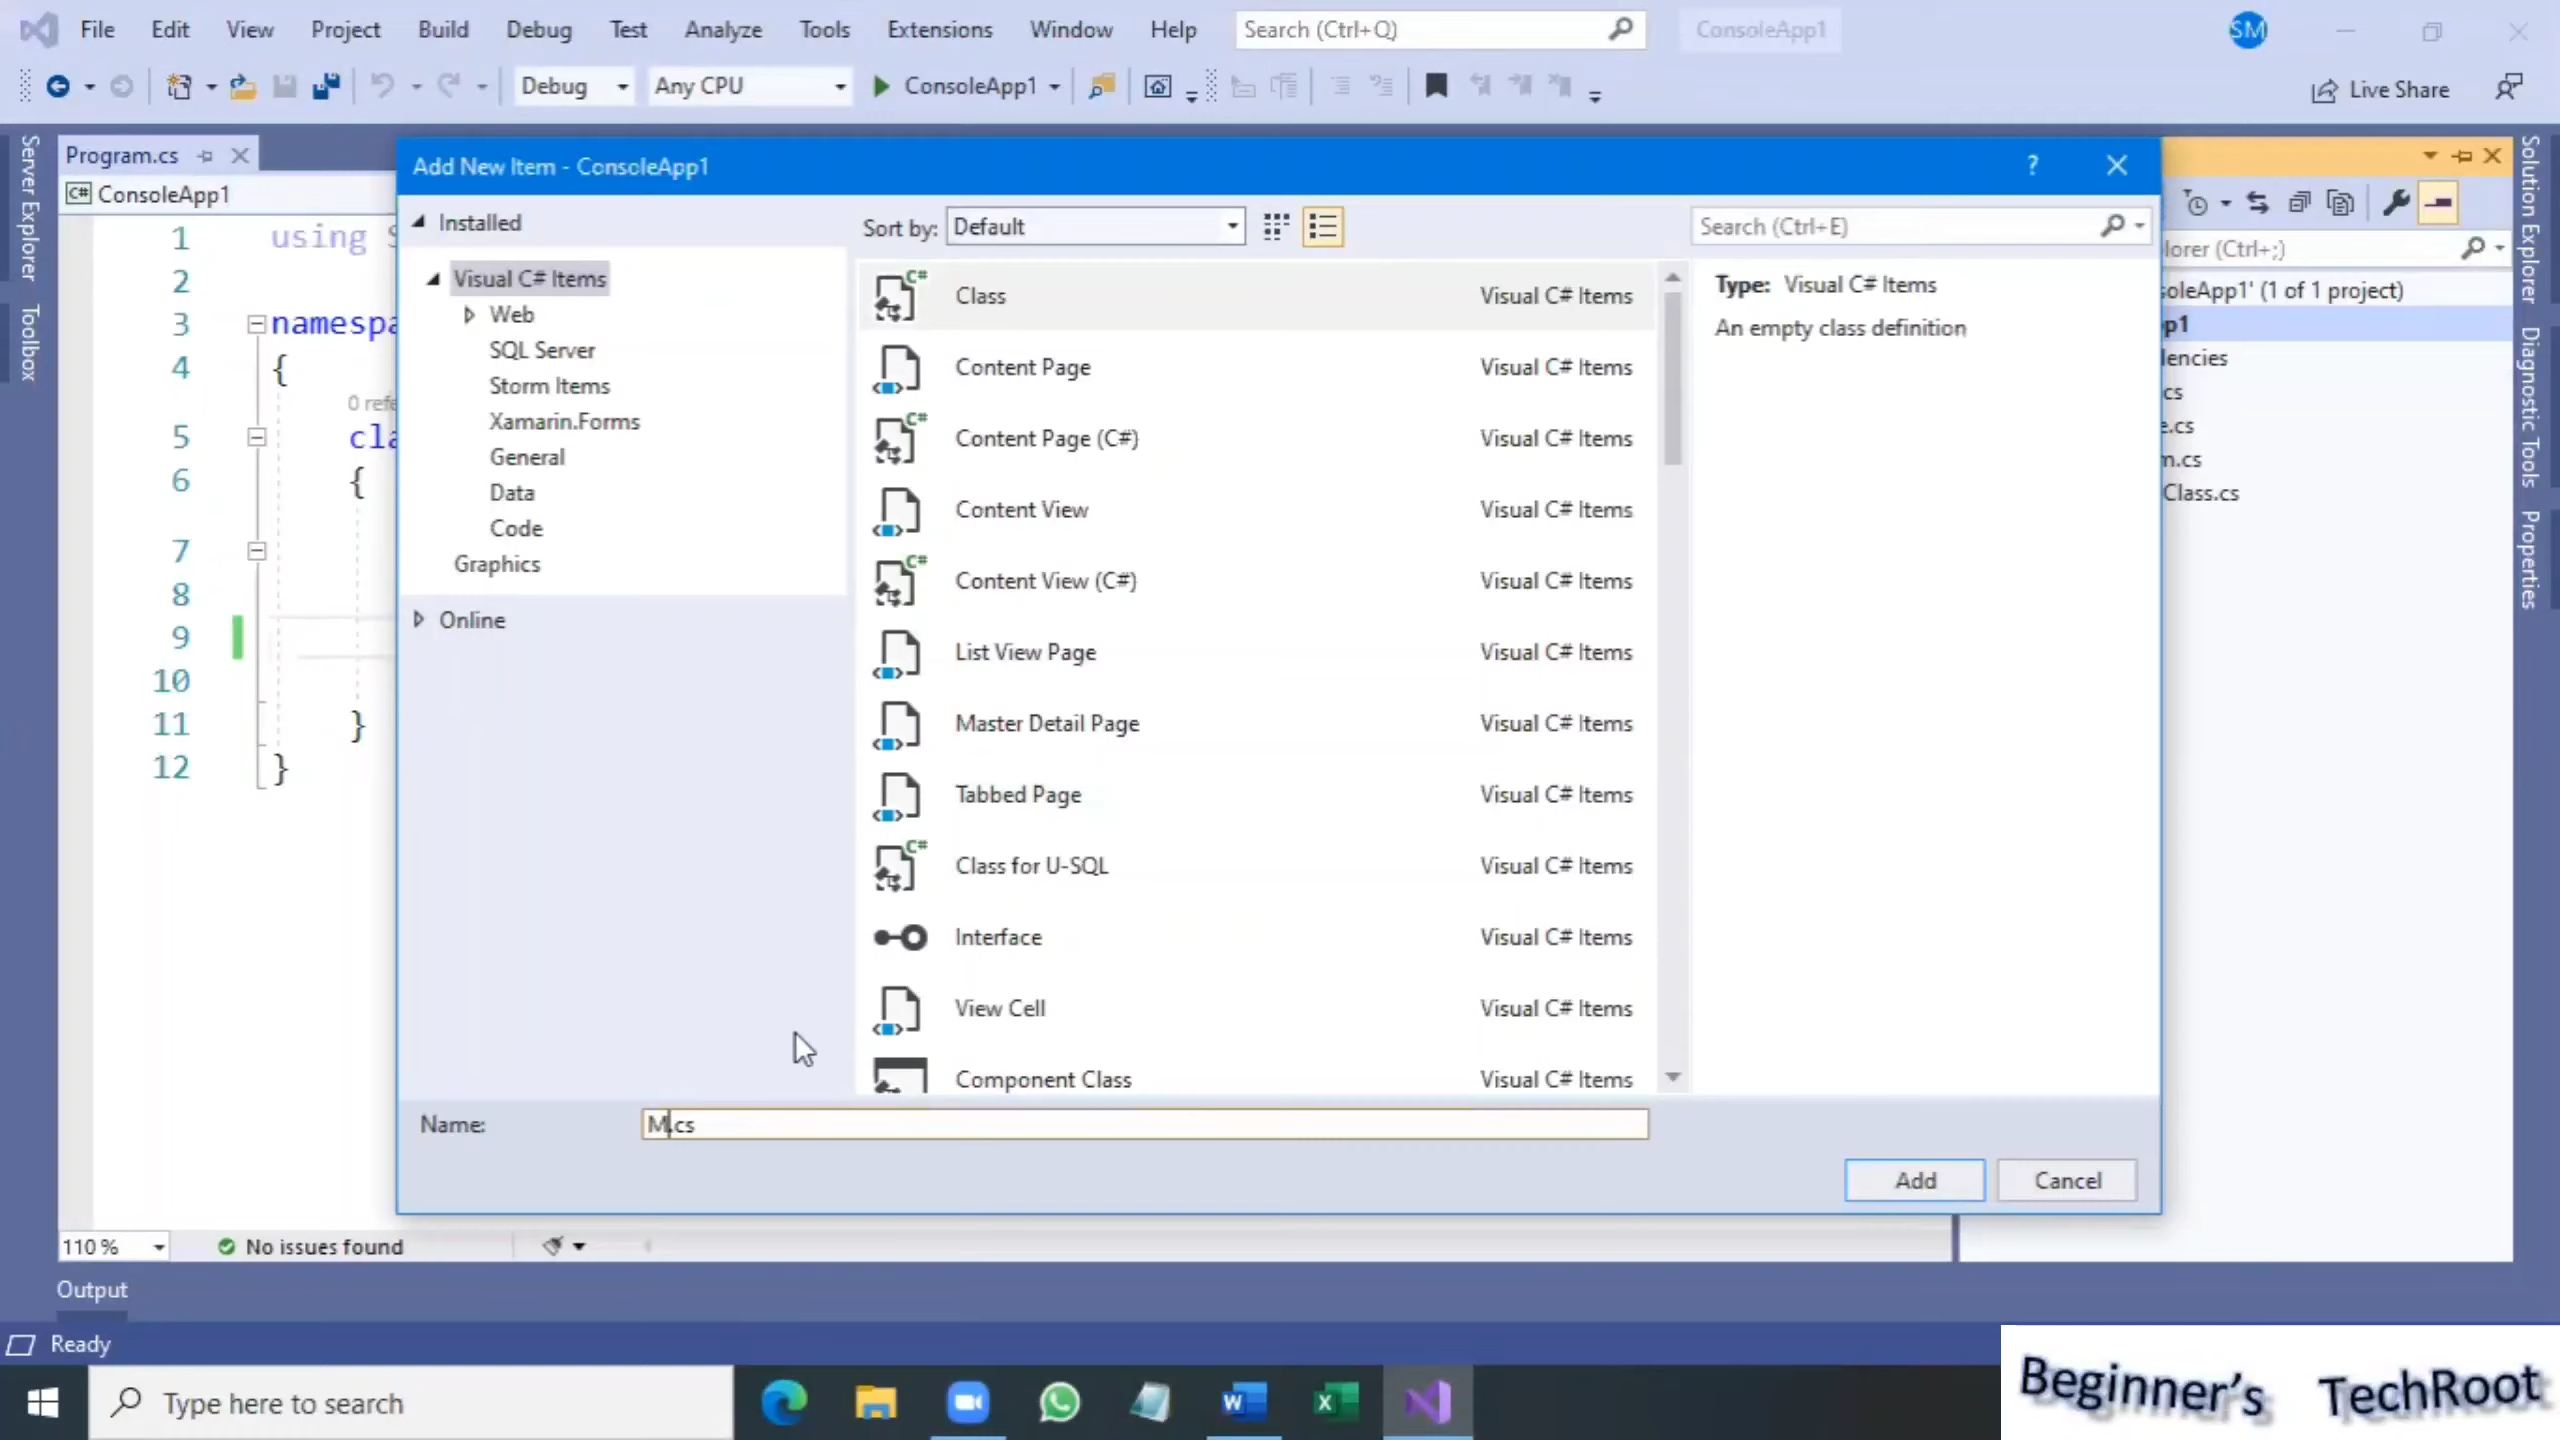 File Edit View Project Build Debug Test Analyze Tools Extensions Window Help Search (Ctrl+Q) ConsoleApp1 SM
Debug Any CPU ConsoleApp1 Live Share
Server Explorer
Toolbox
Program.cs
C# ConsoleApp1
1 using
2
3 namespa
4 {
0 refe
5 cla
6 {
7
8
9
10
11 }
12 }
Add New Item - ConsoleApp1 ?
Installed
Visual C# Items
Web
SQL Server
Storm Items
Xamarin.Forms
General
Data
Code
Graphics
Online
Sort by: Default
Search (Ctrl+E)
Class Visual C# Items
Content Page Visual C# Items
Content Page (C#) Visual C# Items
Content View Visual C# Items
Content View (C#) Visual C# Items
List View Page Visual C# Items
Master Detail Page Visual C# Items
Tabbed Page Visual C# Items
Class for U-SQL Visual C# Items
Interface Visual C# Items
View Cell Visual C# Items
Component Class Visual C# Items
Type: Visual C# Items
An empty class definition
Name: M.cs
Add Cancel
lorer (Ctrl+;)
soleApp1' (1 of 1 project)
p1
lencies
cs
e.cs
m.cs
Class.cs
Solution Explorer
Diagnostic Tools
Properties
110 % No issues found
Output
Ready
Type here to search
Beginner's TechRoot